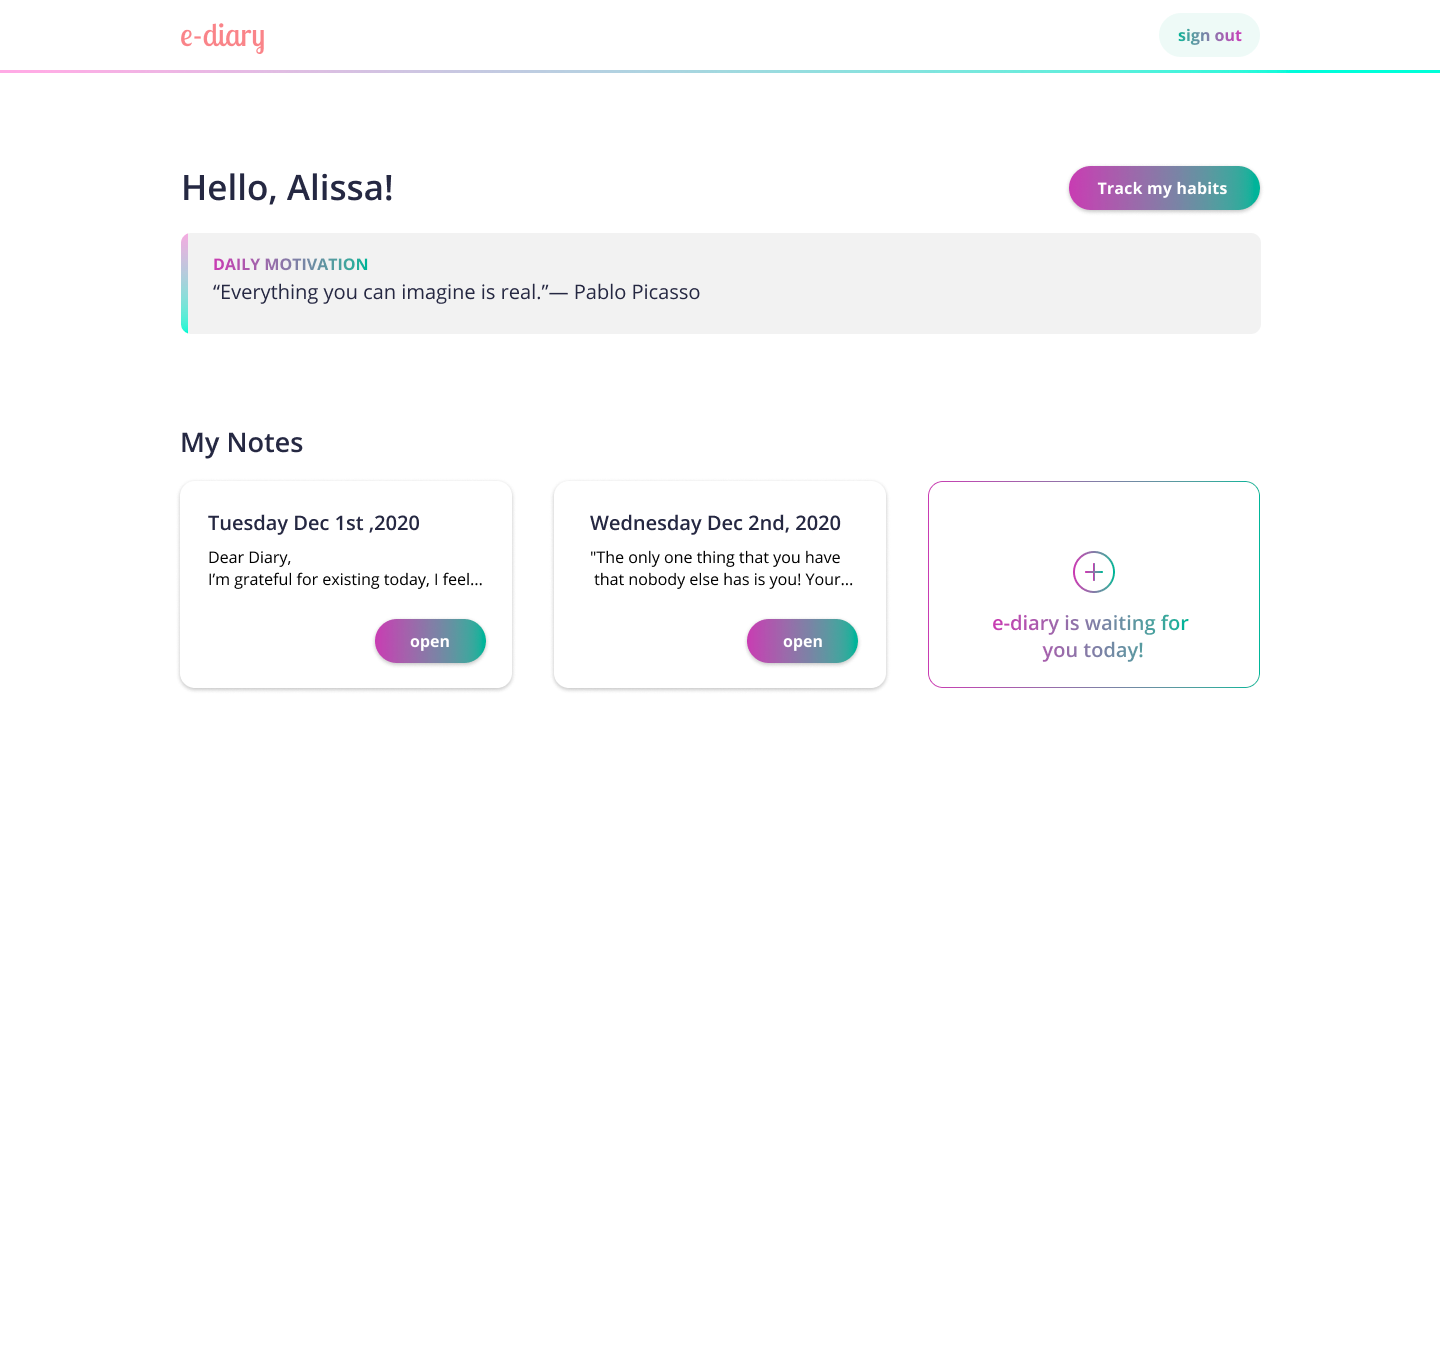 e-diary
sign out
Hello, Alissa!
Track my habits
DAILY MOTIVATION
“Everything you can imagine is real.”— Pablo Picasso
My Notes
Tuesday Dec 1st ,2020
Dear Diary,
I’m grateful for existing today, I feel...
open
Wednesday Dec 2nd, 2020
"The only one thing that you have
that nobody else has is you! Your...
open
e-diary is waiting for
you today!